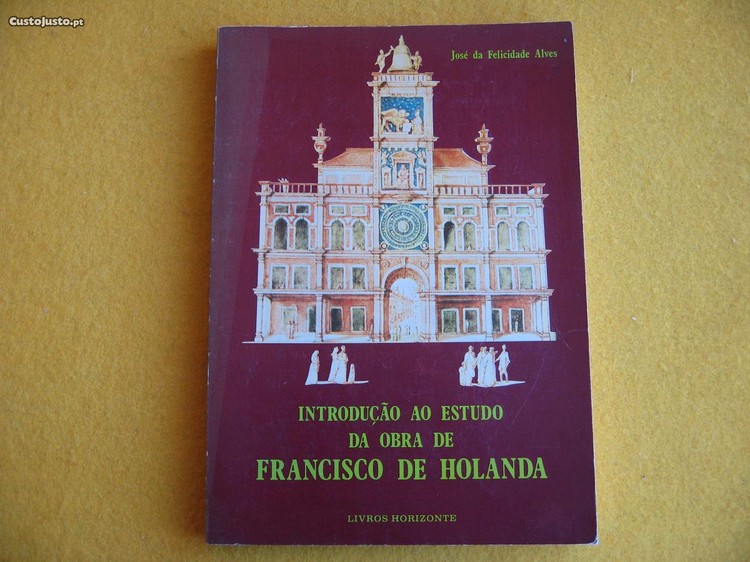 CustoJusto.pt
José da Felicidade Alves
INTRODUÇÃO AO ESTUDO
DA OBRA DE
FRANCISCO DE HOLANDA
LIVROS HORIZONTE